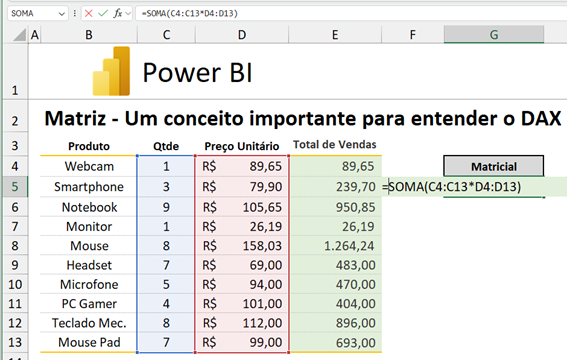 SOMA =SOMA(C4:C13*D4:D13)
A B C D E F G
1 Power BI
2 Matriz - Um conceito importante para entender o DAX
3 Produto Qtde Preço Unitário Total de Vendas
4 Webcam 1 R$ 89,65 89,65 Matricial
5 Smartphone 3 R$ 79,90 239,70 =SOMA(C4:C13*D4:D13)
6 Notebook 9 R$ 105,65 950,85
7 Monitor 1 R$ 26,19 26,19
8 Mouse 8 R$ 158,03 1.264,24
9 Headset 7 R$ 69,00 483,00
10 Microfone 5 R$ 94,00 470,00
11 PC Gamer 4 R$ 101,00 404,00
12 Teclado Mec. 8 R$ 112,00 896,00
13 Mouse Pad 7 R$ 99,00 693,00